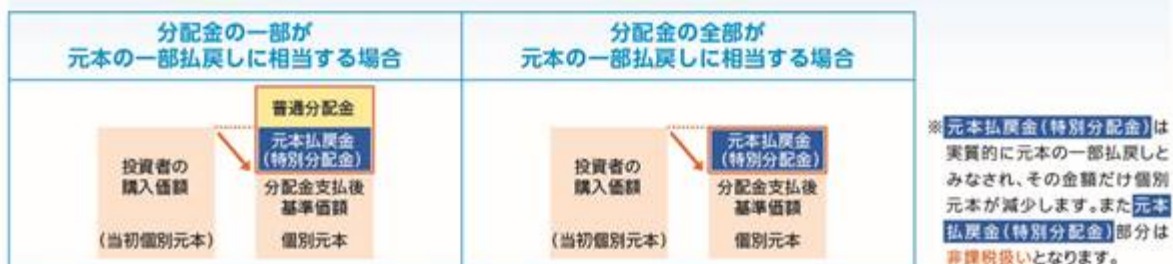 分配金の一部が
元本の一部払戻しに相当する場合
分配金の全部が
元本の一部払戻しに相当する場合
普通分配金
元本払戻金
(特別分配金)
投資者の
購入価額
(当初個別元本)
分配金支払後
基準価額
個別元本
元本払戻金
(特別分配金)
投資者の
購入価額
(当初個別元本)
分配金支払後
基準価額
個別元本
※元本払戻金(特別分配金)は
実質的に元本の一部払戻しと
みなされ、その金額だけ個別
元本が減少します。また元本
払戻金(特別分配金)部分は
非課税扱いとなります。